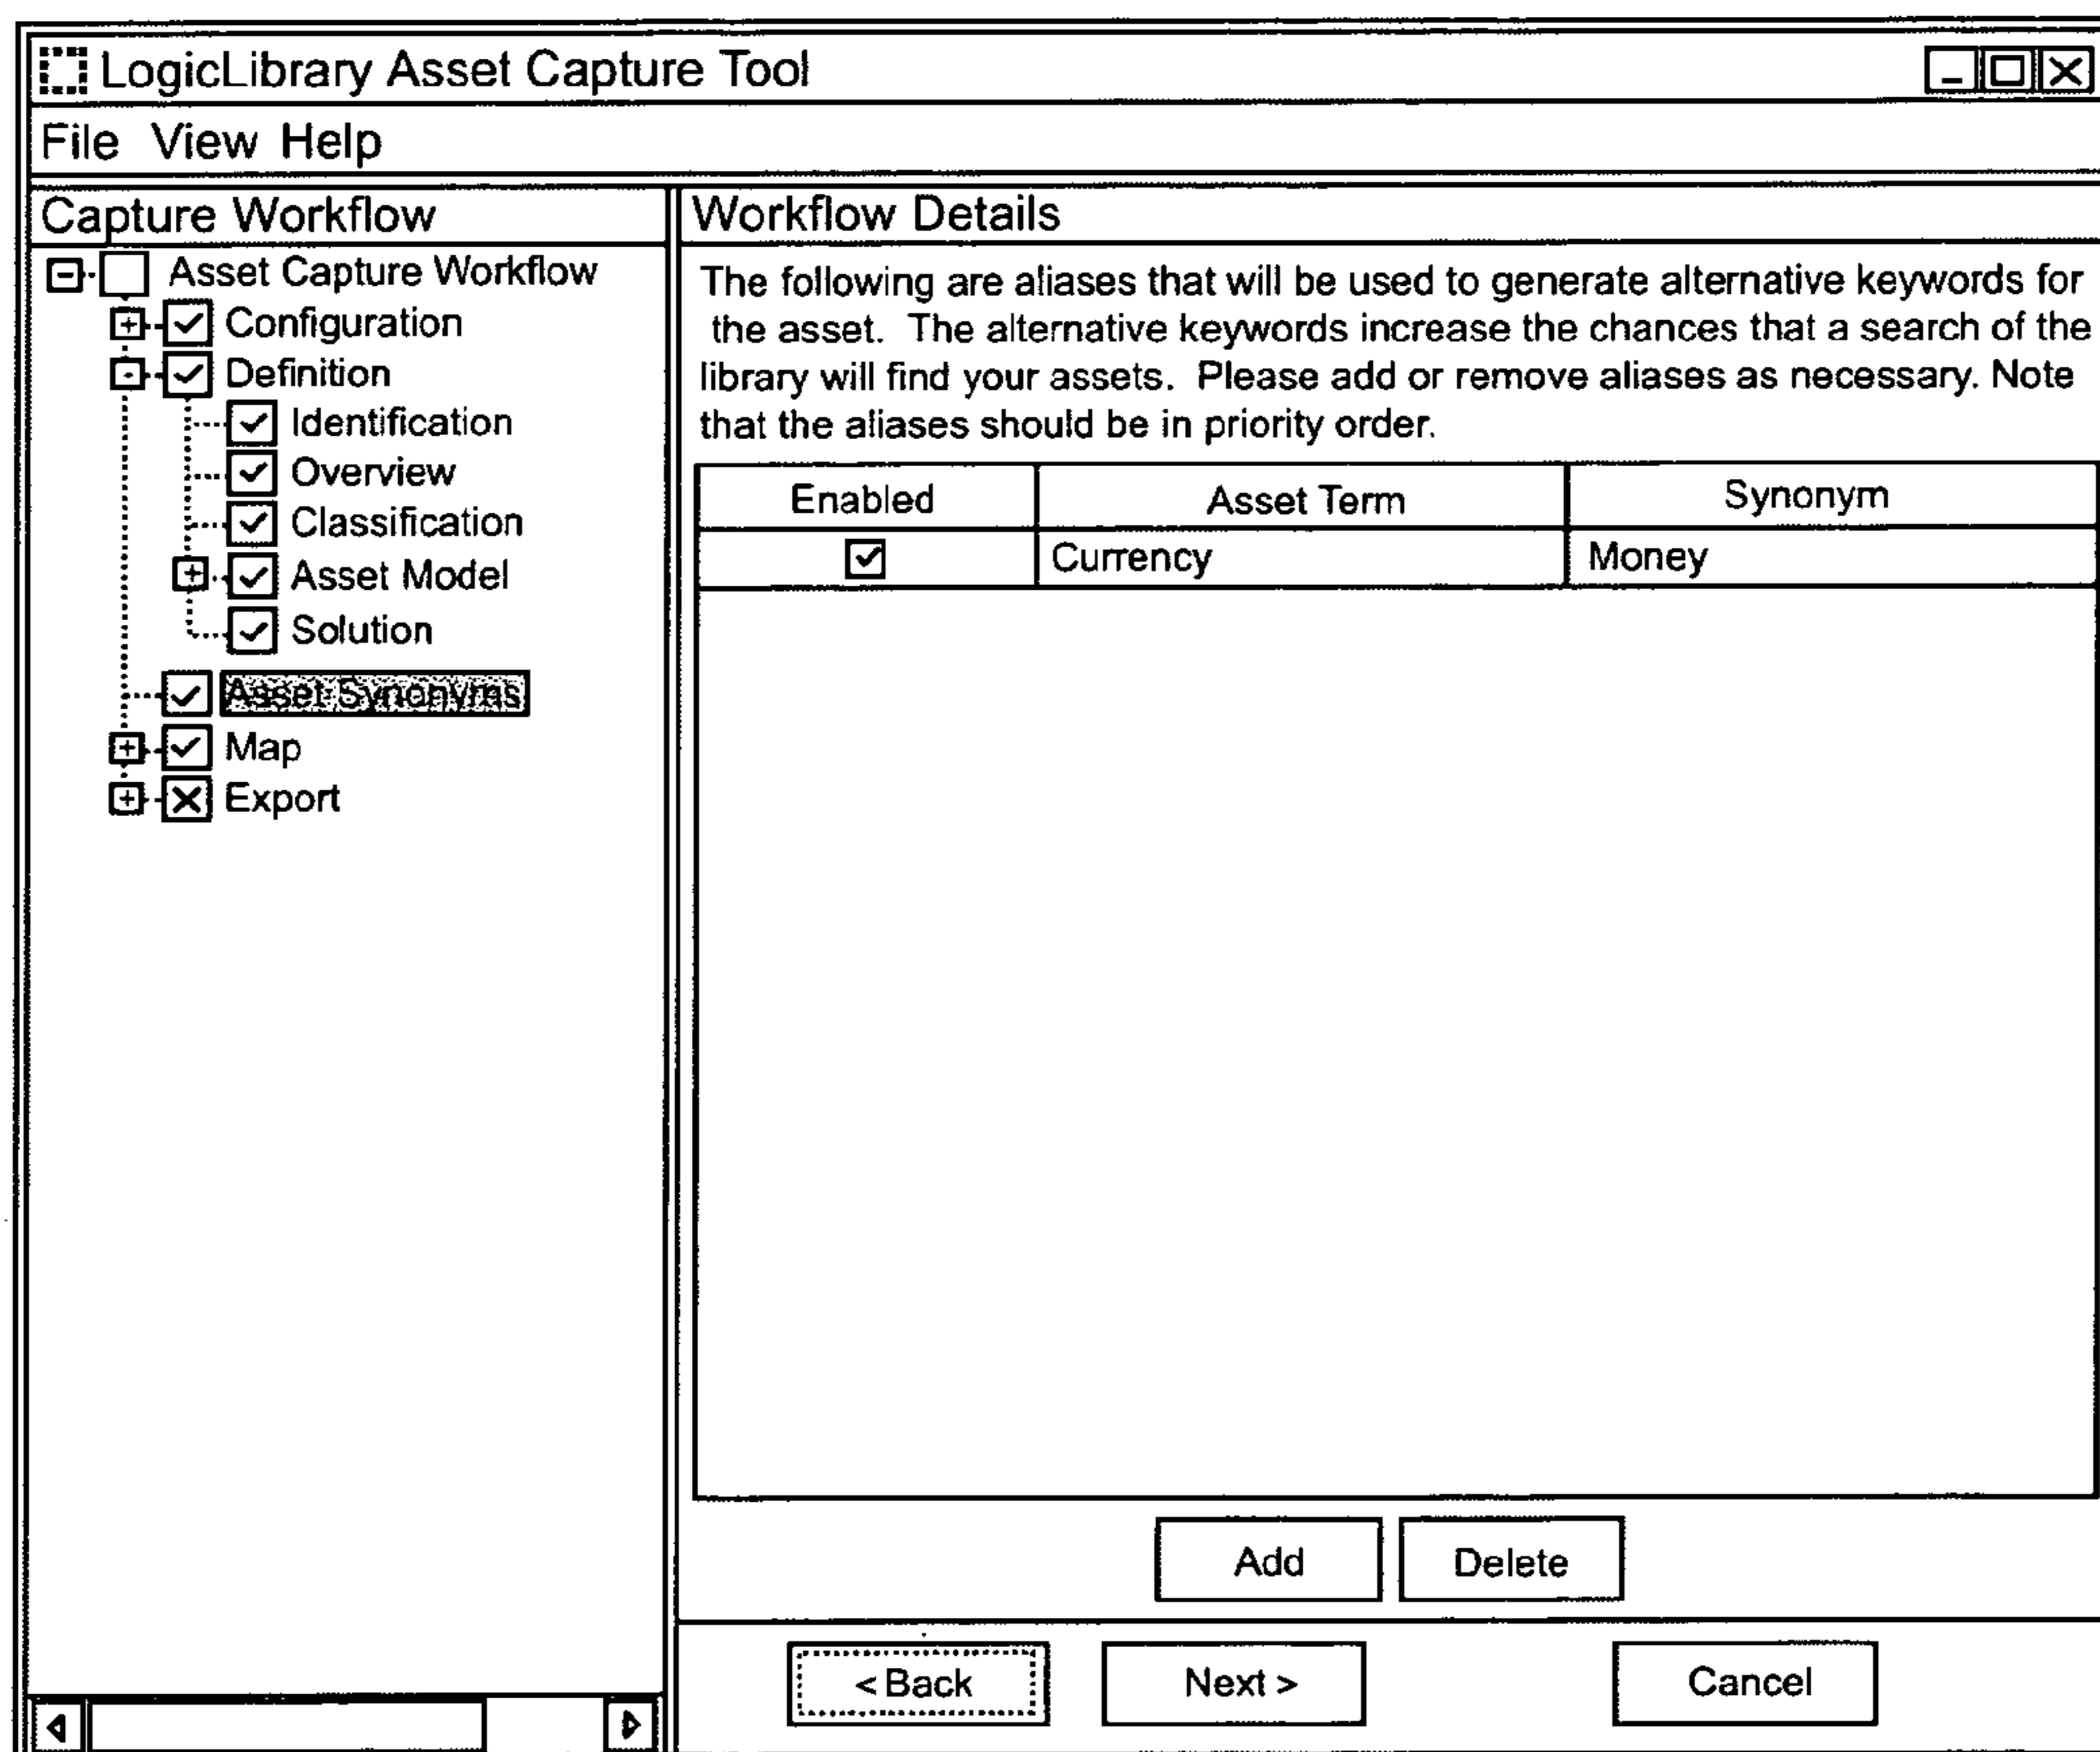 LogicLibrary Asset Capture Tool
File View Help
Capture Workflow
Asset Capture Workflow
Configuration
Definition
Identification
Overview
Classification
Asset Model
Solution
Asset Synonyms
Map
Export
Workflow Details
The following are aliases that will be used to generate alternative keywords for
the asset. The alternative keywords increase the chances that a search of the
library will find your assets. Please add or remove aliases as necessary. Note
that the aliases should be in priority order.
Enabled Asset Term Synonym
Currency Money
Add Delete
< Back Next > Cancel